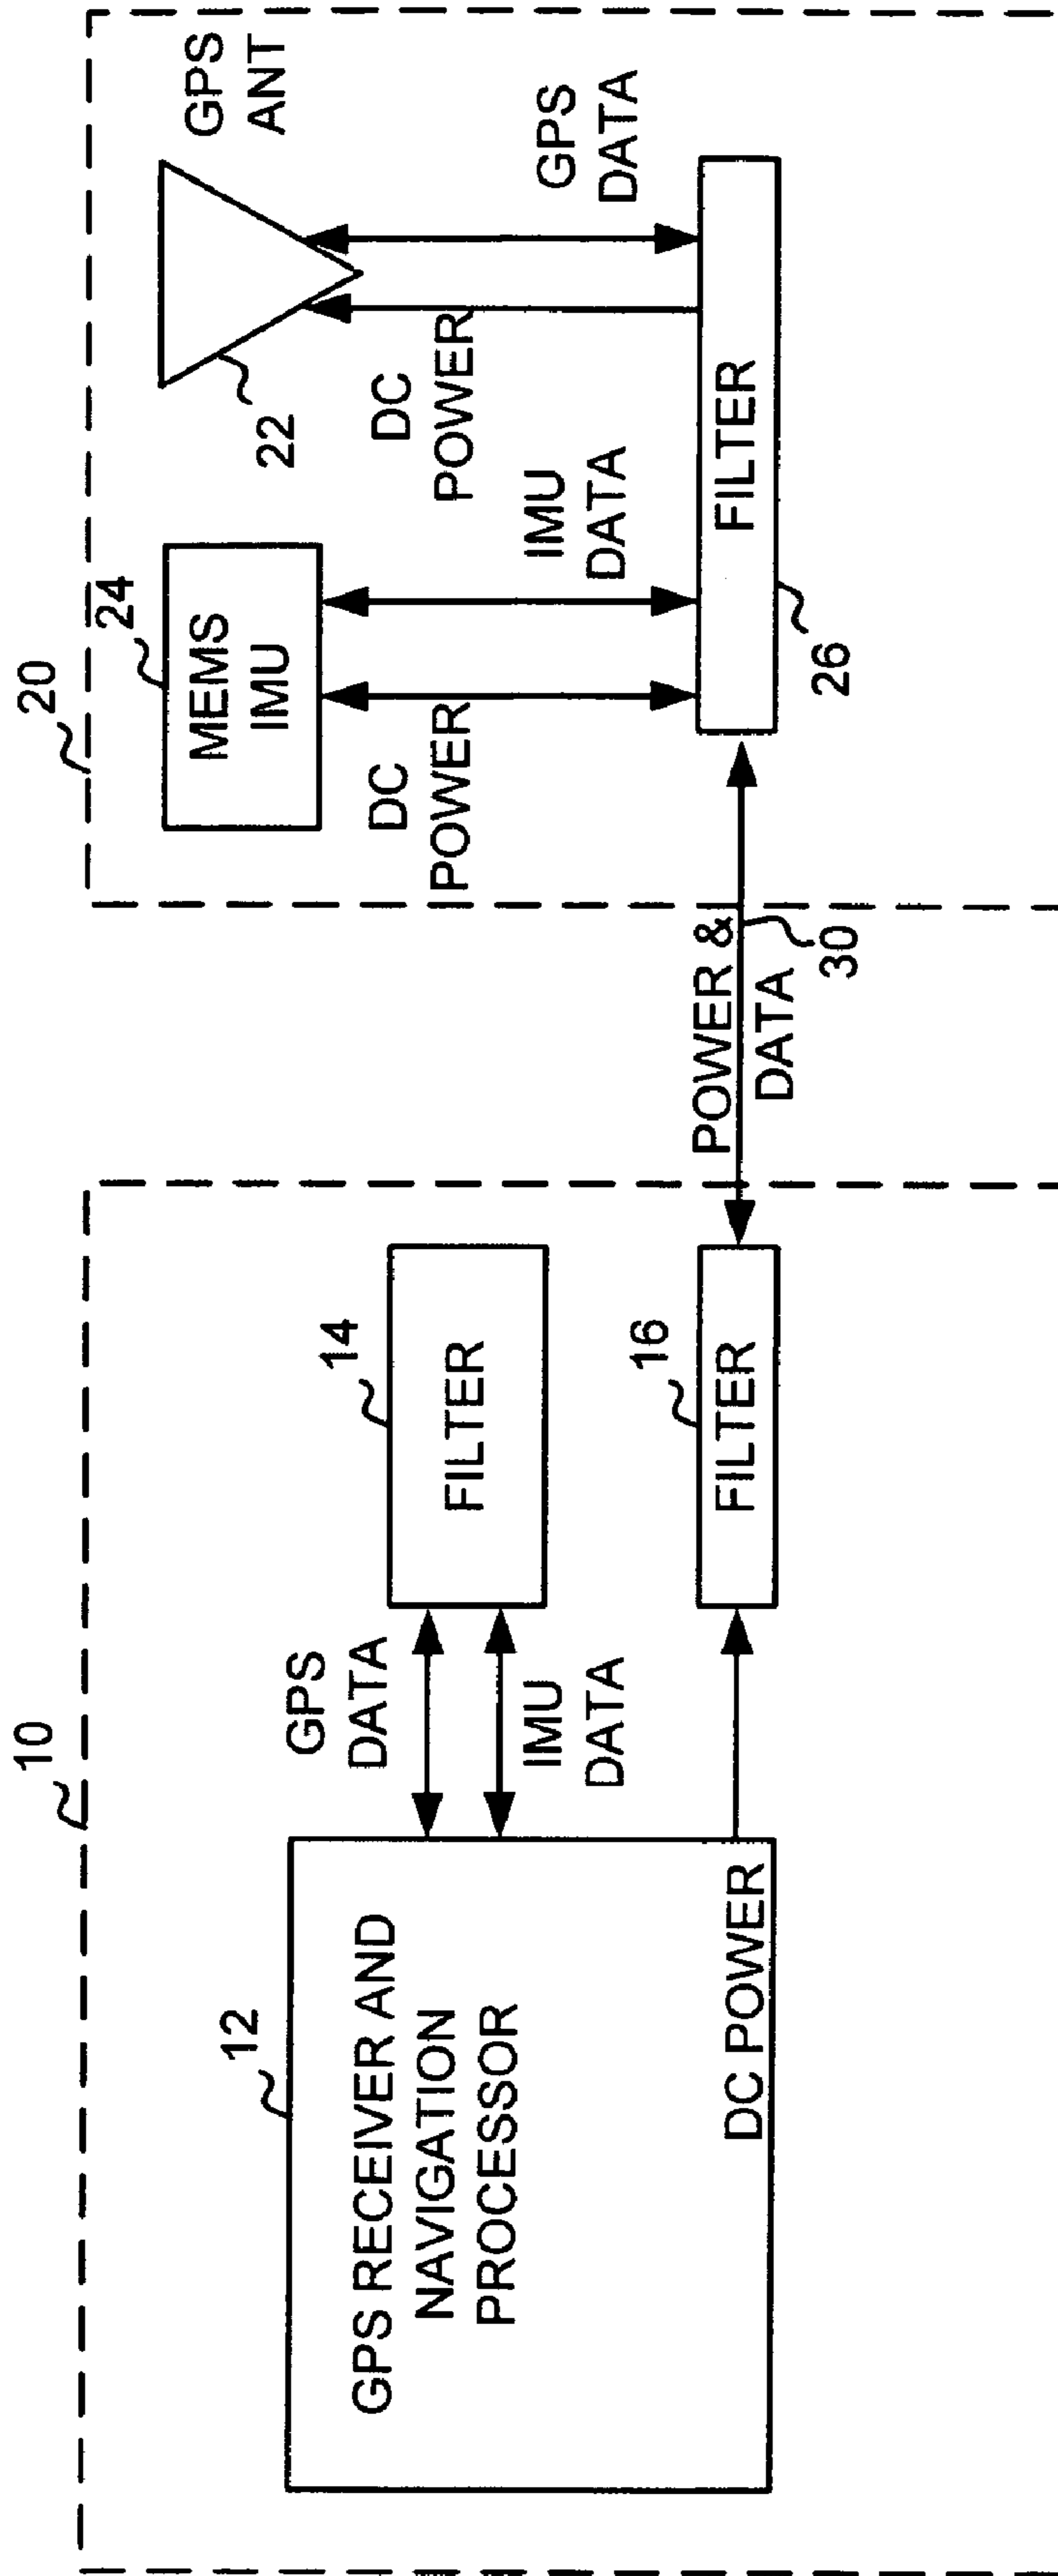 10
12
GPS RECEIVER AND
NAVIGATION
PROCESSOR
DC POWER
GPS
DATA
IMU
DATA
14
FILTER
16
FILTER
POWER &
DATA
30
20
24
MEMS
IMU
DC
POWER
IMU
DATA
22
DC
POWER
GPS
ANT
GPS
DATA
FILTER
26